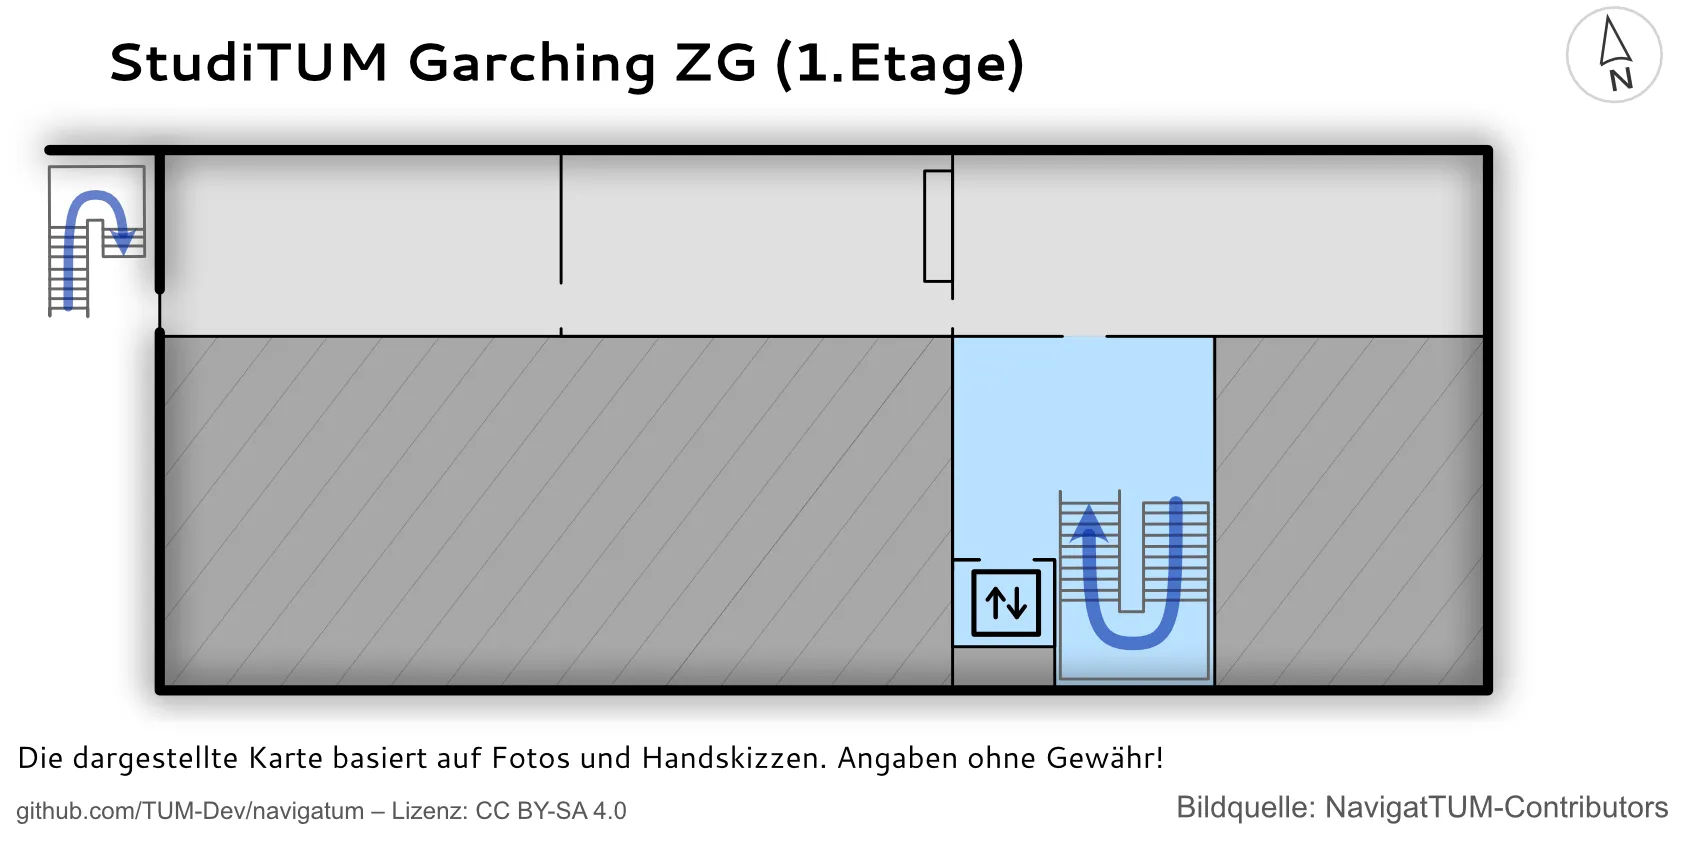 StudiTUM Garching ZG (1.Etage)
N
Die dargestellte Karte basiert auf Fotos und Handskizzen. Angaben ohne Gewähr!
github.com/TUM-Dev/navigatum – Lizenz: CC BY-SA 4.0
Bildquelle: NavigatTUM-Contributors